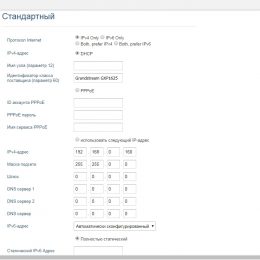 Стандартный
Протокол Internet IPv4 Only IPv6 Only
Both, prefer IPv4 Both, prefer IPv6
IPv4-адрес DHCP
Имя узла (параметр 12)
Идентификатор класса
поставщика (параметр 60) Grandstream GXP1625
PPPoE
ID аккаунта PPPoE
PPPoE пароль
Имя сервиса PPPoE
использовать следующий IP-адрес
IPv4-адрес 192 168 0 0
Маска подсети 255 255 0 0
Шлюз 0 0 0 0
DNS сервер 1 0 0 0 0
DNS сервер 2 0 0 0 0
DNS сервер 0 0 0 0
IPv6-адрес Автоматически сконфигурированный
Полностью статический
Статический IPv6 Адрес